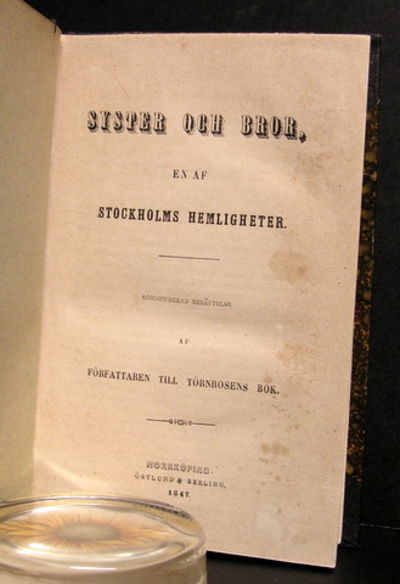 SYSTER OCH BROR,
EN AF
STOCKHOLMS HEMLIGHETER.
ROMANTISERAD BERÄTTELSE
AF
FÖRFATTAREN TILL TÖRNROSENS BOK.
NORRKÖPING.
ÖSTLUND & BERLING,
1847